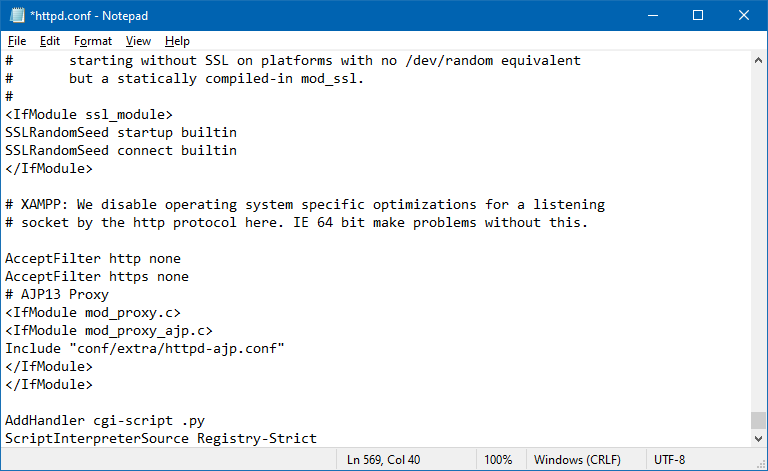 *httpd.conf - Notepad
File Edit Format View Help
#       starting without SSL on platforms with no /dev/random equivalent
#       but a statically compiled-in mod_ssl.
#
<IfModule ssl_module>
SSLRandomSeed startup builtin
SSLRandomSeed connect builtin
</IfModule>

# XAMPP: We disable operating system specific optimizations for a listening
# socket by the http protocol here. IE 64 bit make problems without this.

AcceptFilter http none
AcceptFilter https none
# AJP13 Proxy
<IfModule mod_proxy.c>
<IfModule mod_proxy_ajp.c>
Include "conf/extra/httpd-ajp.conf"
</IfModule>
</IfModule>

AddHandler cgi-script .py
ScriptInterpreterSource Registry-Strict
Ln 569, Col 40 100% Windows (CRLF) UTF-8